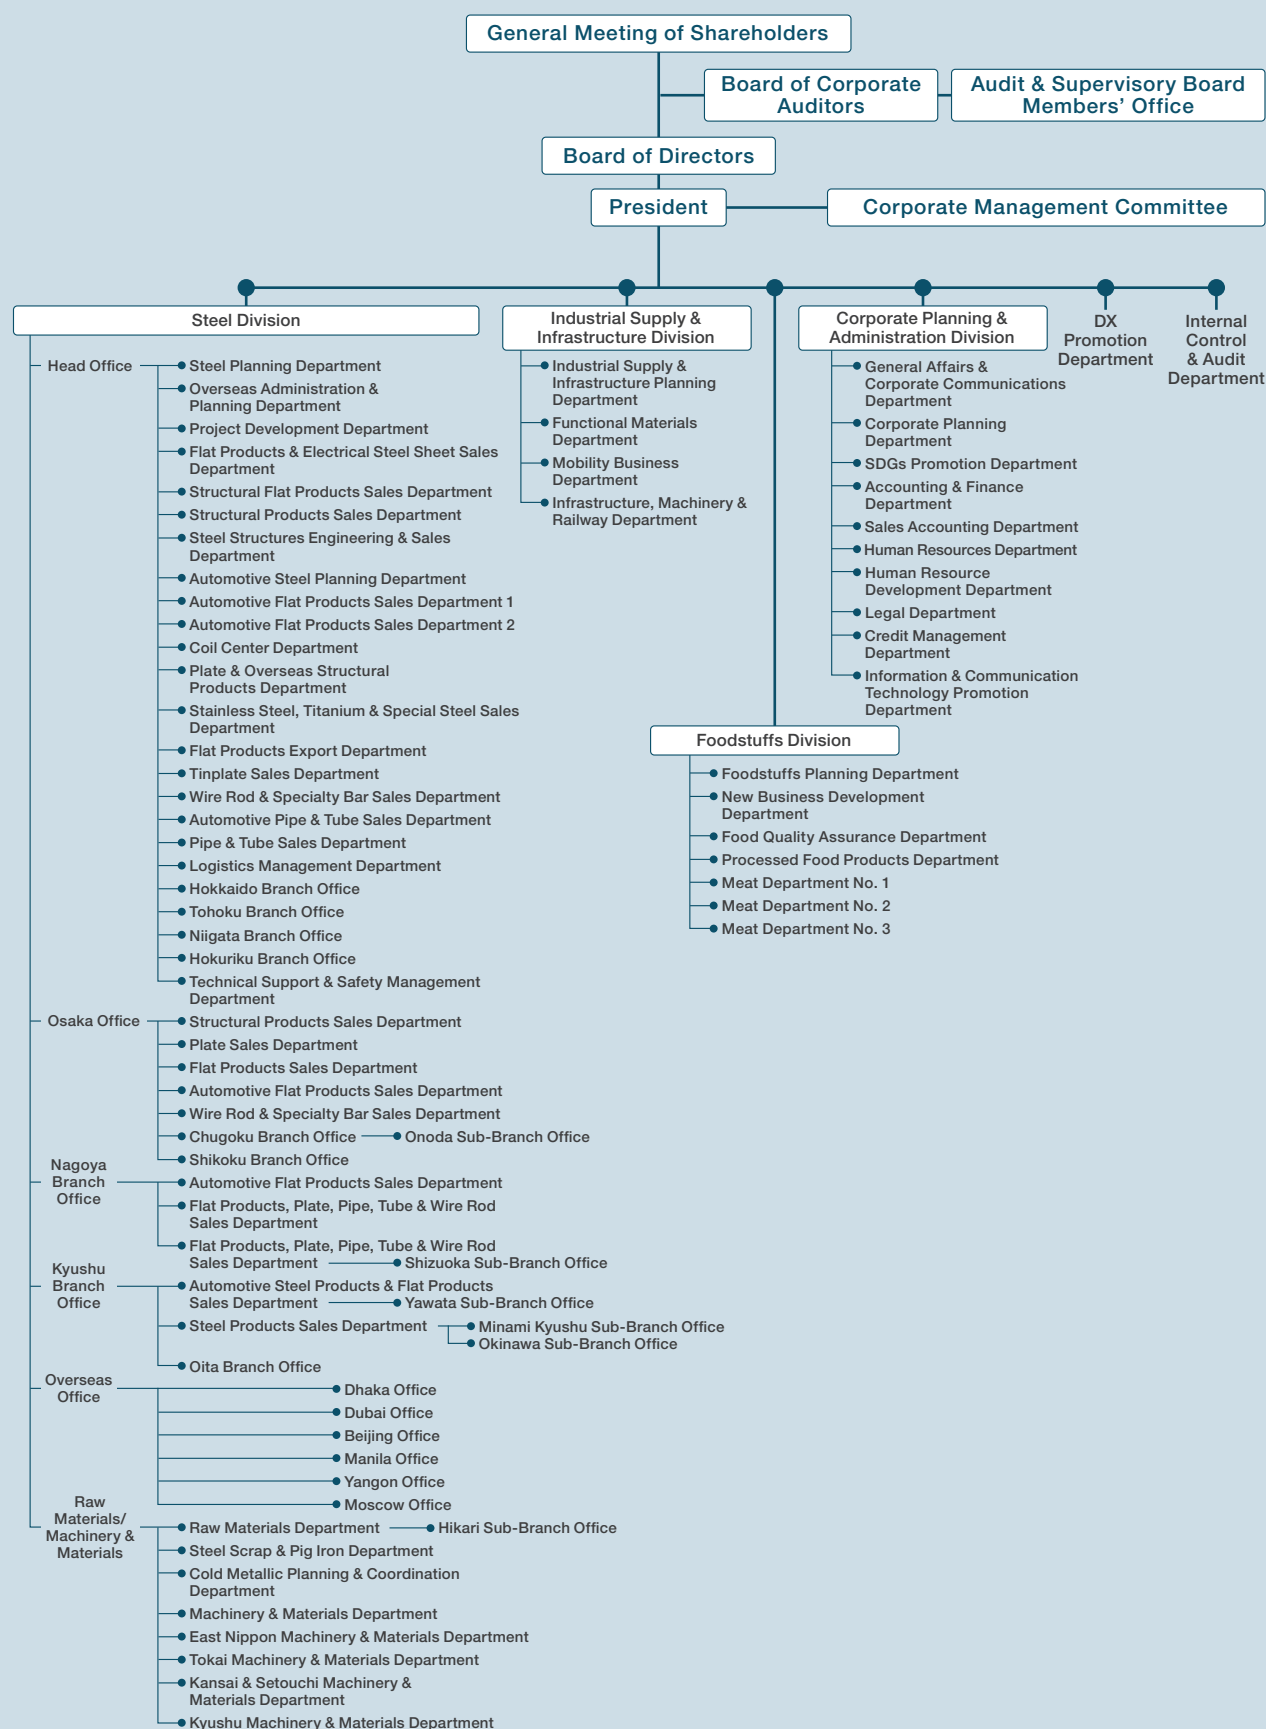 General Meeting of Shareholders
Board of Corporate
Auditors
Audit & Supervisory Board
Members’ Office
Board of Directors
President
Corporate Management Committee
Steel Division
Head Office
Steel Planning Department
Overseas Administration &
Planning Department
Project Development Department
Flat Products & Electrical Steel Sheet Sales
Department
Structural Flat Products Sales Department
Structural Products Sales Department
Steel Structures Engineering & Sales
Department
Automotive Steel Planning Department
Automotive Flat Products Sales Department 1
Automotive Flat Products Sales Department 2
Coil Center Department
Plate & Overseas Structural
Products Department
Stainless Steel, Titanium & Special Steel Sales
Department
Flat Products Export Department
Tinplate Sales Department
Wire Rod & Specialty Bar Sales Department
Automotive Pipe & Tube Sales Department
Pipe & Tube Sales Department
Logistics Management Department
Hokkaido Branch Office
Tohoku Branch Office
Niigata Branch Office
Hokuriku Branch Office
Technical Support & Safety Management
Department
Osaka Office
Structural Products Sales Department
Plate Sales Department
Flat Products Sales Department
Automotive Flat Products Sales Department
Wire Rod & Specialty Bar Sales Department
Chugoku Branch Office
Onoda Sub-Branch Office
Shikoku Branch Office
Nagoya
Branch
Office
Automotive Flat Products Sales Department
Flat Products, Plate, Pipe, Tube & Wire Rod
Sales Department
Flat Products, Plate, Pipe, Tube & Wire Rod
Sales Department
Shizuoka Sub-Branch Office
Kyushu
Branch
Office
Automotive Steel Products & Flat Products
Sales Department
Yawata Sub-Branch Office
Steel Products Sales Department
Minami Kyushu Sub-Branch Office
Okinawa Sub-Branch Office
Oita Branch Office
Overseas
Office
Dhaka Office
Dubai Office
Beijing Office
Manila Office
Yangon Office
Moscow Office
Raw
Materials/
Machinery &
Materials
Raw Materials Department
Hikari Sub-Branch Office
Steel Scrap & Pig Iron Department
Cold Metallic Planning & Coordination
Department
Machinery & Materials Department
East Nippon Machinery & Materials Department
Tokai Machinery & Materials Department
Kansai & Setouchi Machinery &
Materials Department
Kyushu Machinery & Materials Department
Industrial Supply &
Infrastructure Division
Industrial Supply &
Infrastructure Planning
Department
Functional Materials
Department
Mobility Business
Department
Infrastructure, Machinery &
Railway Department
Foodstuffs Division
Foodstuffs Planning Department
New Business Development
Department
Food Quality Assurance Department
Processed Food Products Department
Meat Department No. 1
Meat Department No. 2
Meat Department No. 3
Corporate Planning &
Administration Division
General Affairs &
Corporate Communications
Department
Corporate Planning
Department
SDGs Promotion Department
Accounting & Finance
Department
Sales Accounting Department
Human Resources Department
Human Resource
Development Department
Legal Department
Credit Management
Department
Information & Communication
Technology Promotion
Department
DX
Promotion
Department
Internal
Control
& Audit
Department